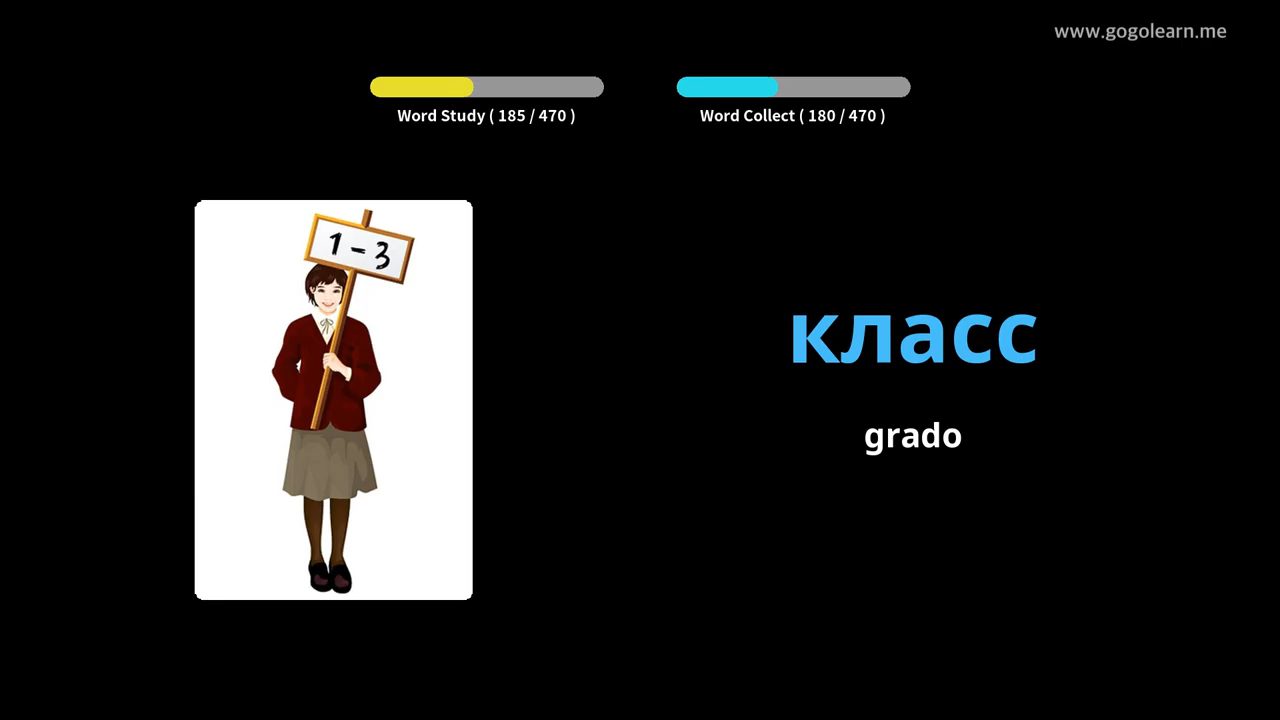 www.gogolearn.me
Word Study ( 185 / 470 )
Word Collect ( 180 / 470 )
1 - 3
класс
grado